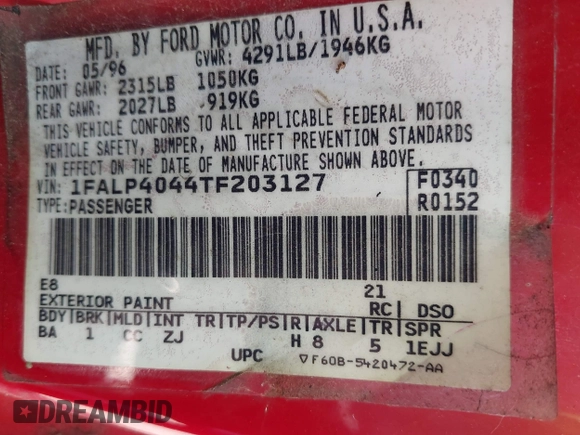 MFD. BY FORD MOTOR CO. IN U.S.A.
DATE: 05/96 GVWR: 4291LB/1946KG
FRONT GAWR: 2315LB 1050KG
REAR GAWR: 2027LB 919KG
THIS VEHICLE CONFORMS TO ALL APPLICABLE FEDERAL MOTOR
VEHICLE SAFETY, BUMPER, AND THEFT PREVENTION STANDARDS
IN EFFECT ON THE DATE OF MANUFACTURE SHOWN ABOVE.
VIN: 1FALP4044TF203127 F0340
TYPE: PASSENGER R0152
E8 21
EXTERIOR PAINT RC DSO
BDY BRK MLD INT TR TP/PS R AXLE TR SPR
BA 1 CC ZJ H 8 5 1EJJ
UPC ▽F60B-5420472-AA
DREAMBID